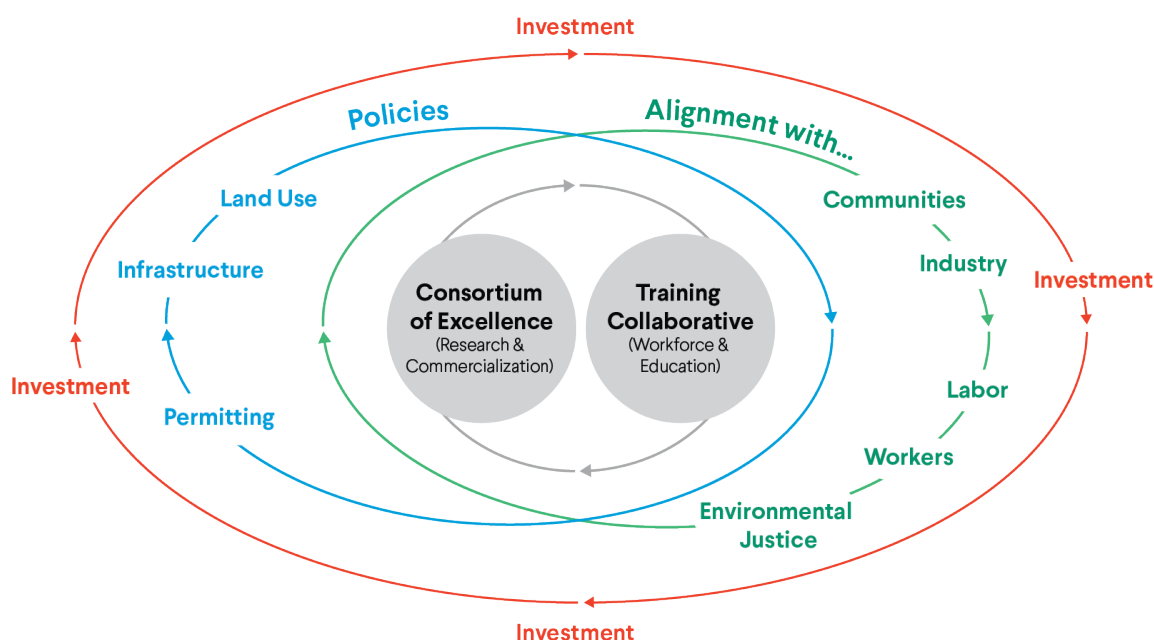 Investment
Policies
Alignment with...
Land Use
Communities
Infrastructure
Industry
Investment
Consortium
of Excellence
(Research &
Commercialization)
Training
Collaborative
(Workforce &
Education)
Investment
Labor
Permitting
Workers
Environmental
Justice
Investment